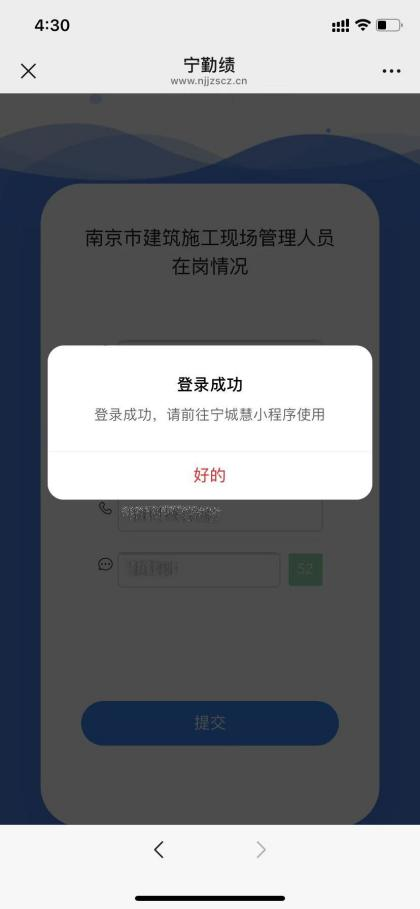 4:30
宁勤绩
www.njjzscz.cn
南京市建筑施工现场管理人员
在岗情况
登录成功
登录成功，请前往宁城慧小程序使用
好的
52
提交